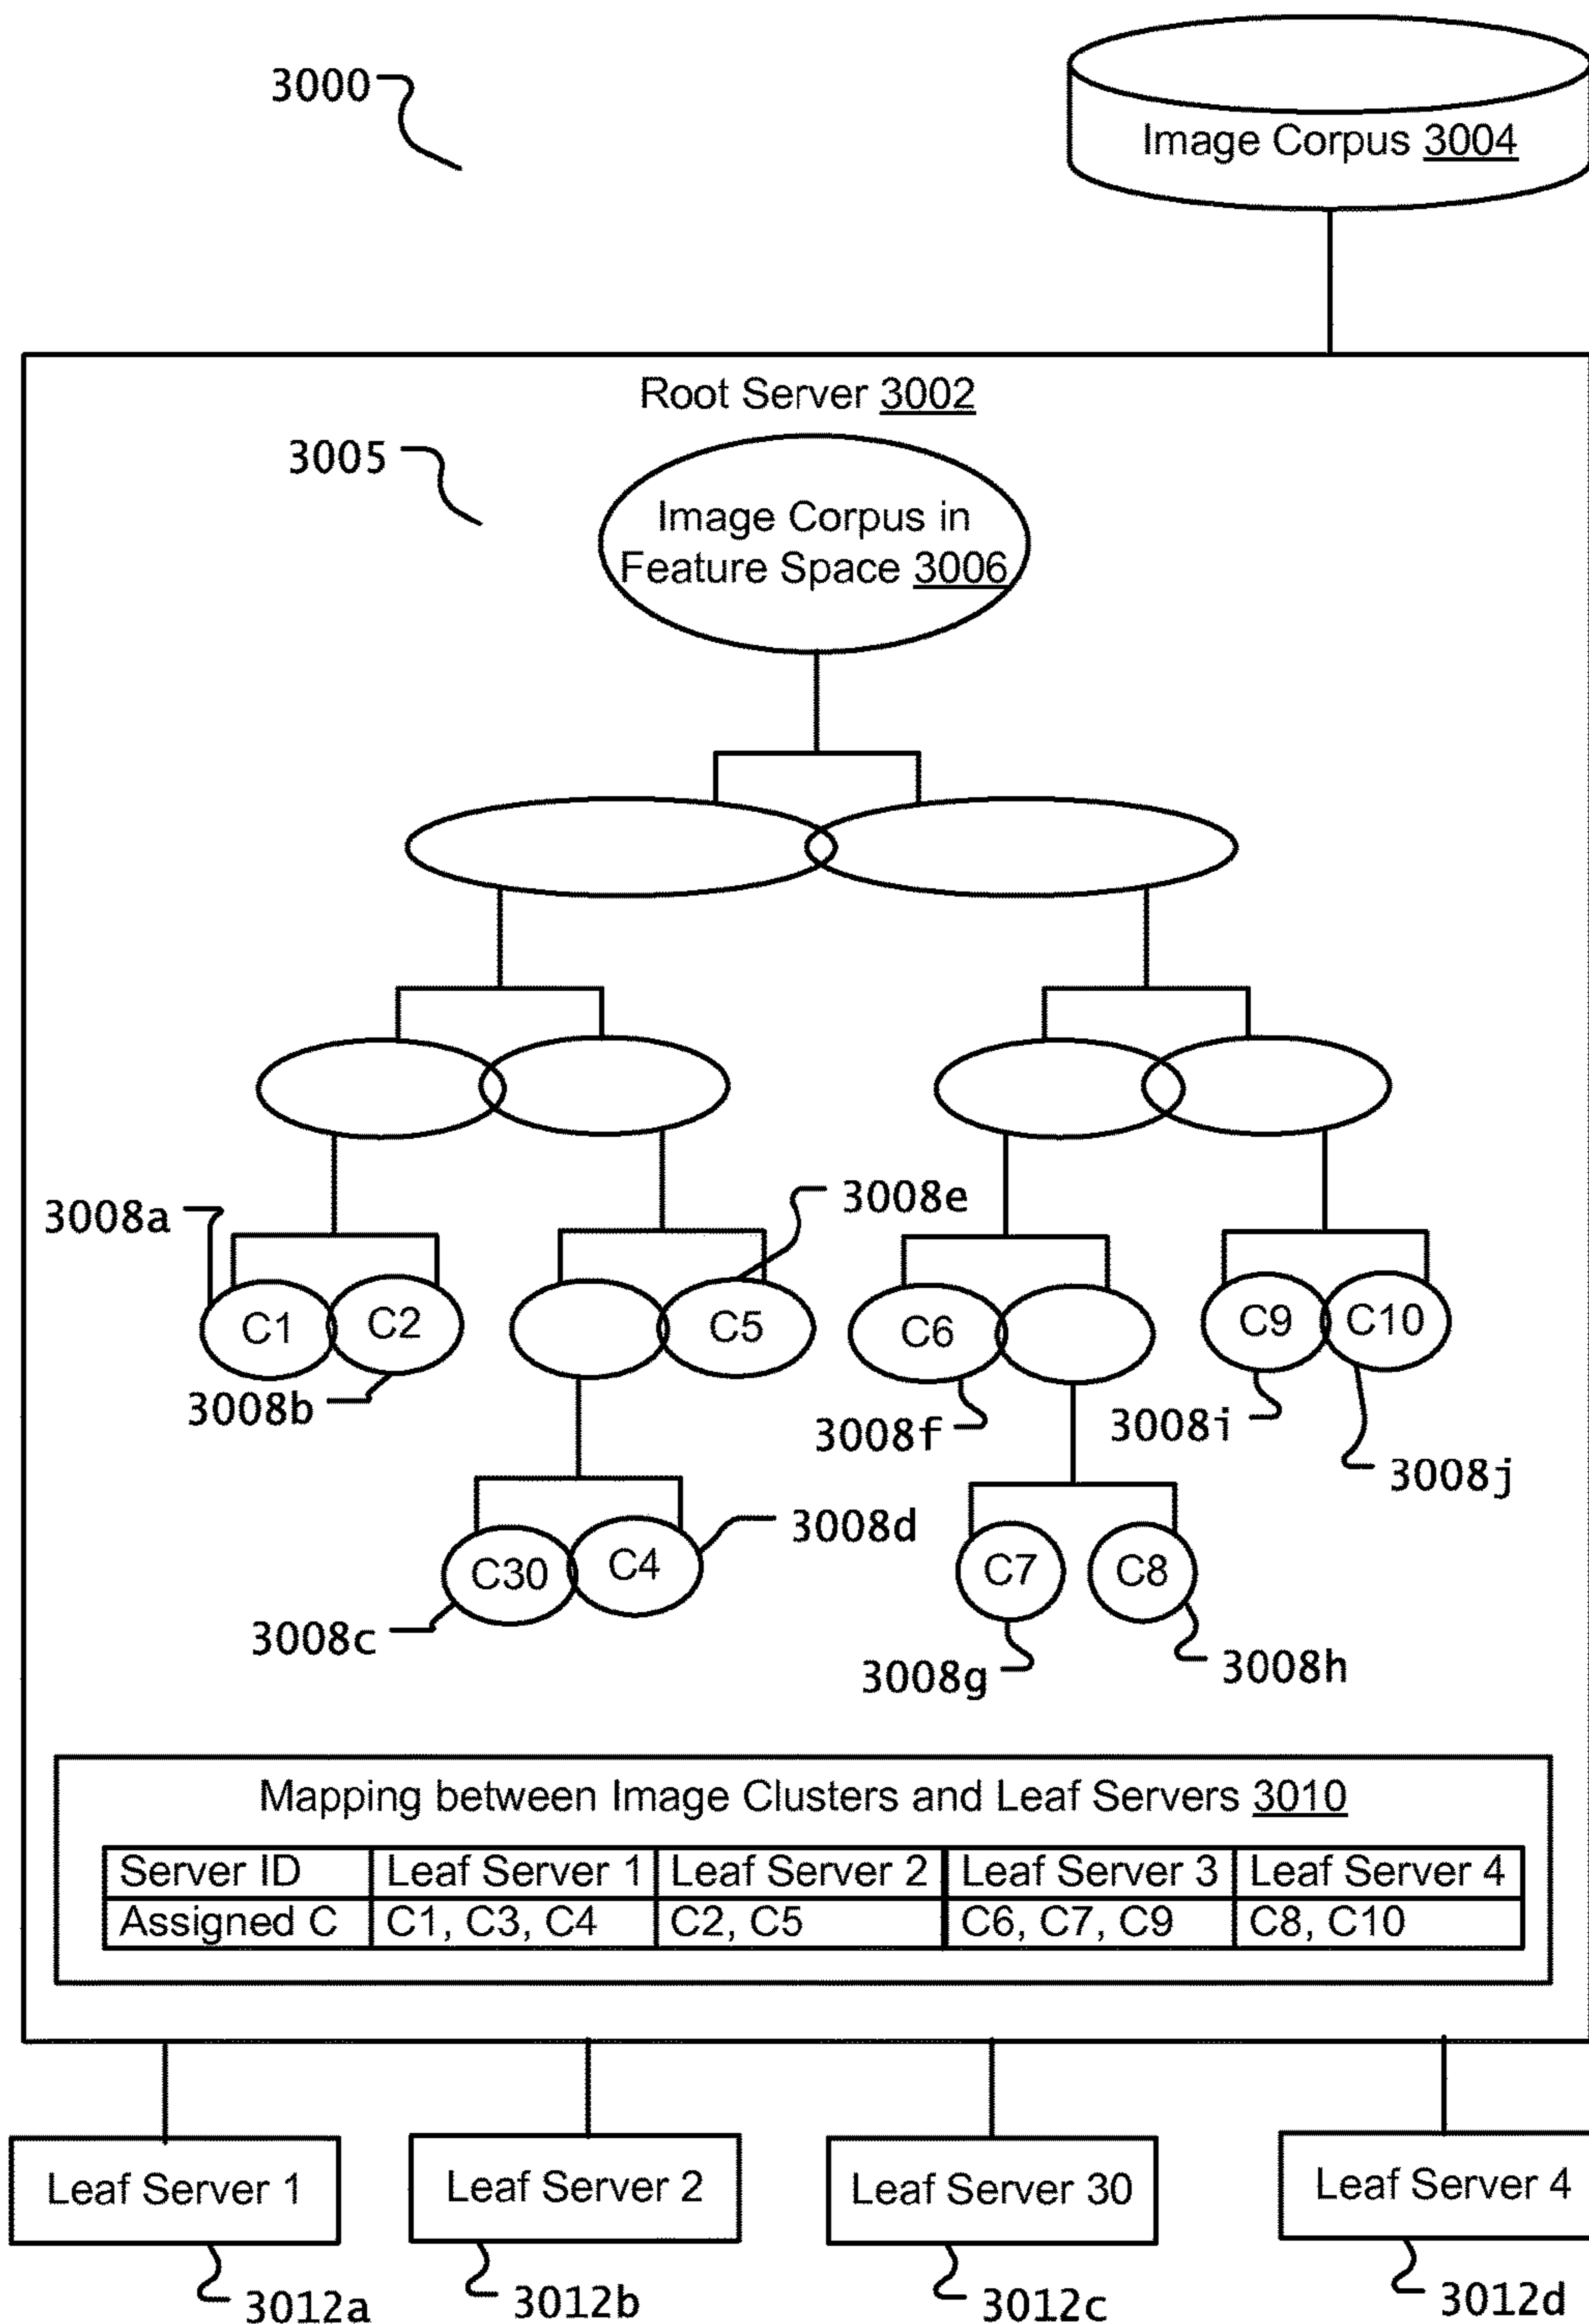 3000
Image Corpus 3004
Root Server 3002
3005
Image Corpus in
Feature Space 3006
3008a
3008e
C1
C2
C5
C6
C9
C10
3008b
3008f
3008i
3008j
C30
C4
3008d
C7
C8
3008c
3008g
3008h
Mapping between Image Clusters and Leaf Servers 3010
Server ID Leaf Server 1 Leaf Server 2 Leaf Server 3 Leaf Server 4
Assigned C C1, C3, C4 C2, C5 C6, C7, C9 C8, C10
Leaf Server 1
Leaf Server 2
Leaf Server 30
Leaf Server 4
3012a
3012b
3012c
3012d